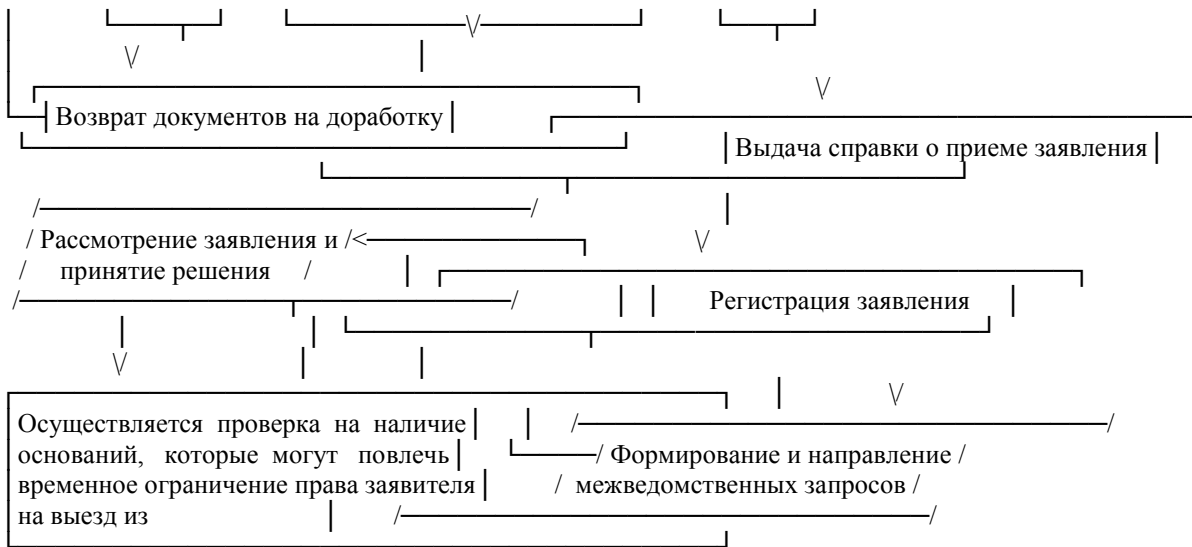 Возврат документов на доработку
Выдача справки о приеме заявления
Рассмотрение заявления и
принятие решения
Регистрация заявления
Осуществляется проверка на наличие
оснований, которые могут повлечь
временное ограничение права заявителя
на выезд из
Формирование и направление
межведомственных запросов